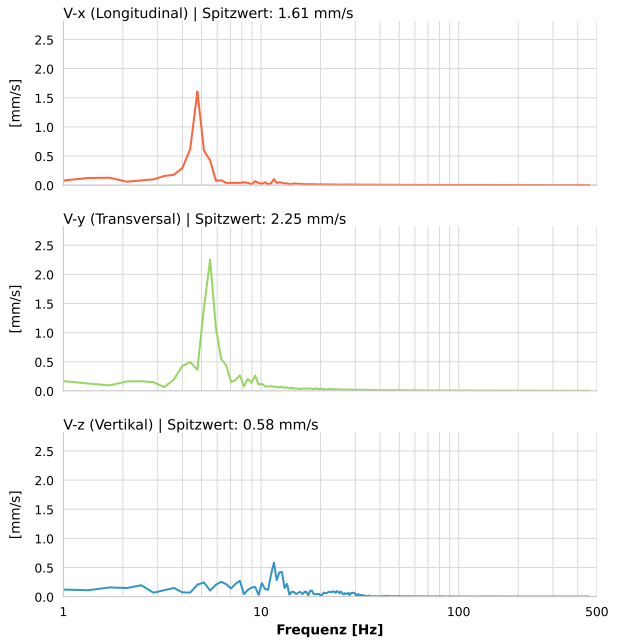 V-x (Longitudinal) | Spitzwert: 1.61 mm/s
2.5
2.0
1.5
1.0
0.5
0.0
[mm/s]
V-y (Transversal) | Spitzwert: 2.25 mm/s
2.5
2.0
1.5
1.0
0.5
0.0
[mm/s]
V-z (Vertikal) | Spitzwert: 0.58 mm/s
2.5
2.0
1.5
1.0
0.5
0.0
[mm/s]
1 10 100 500
Frequenz [Hz]